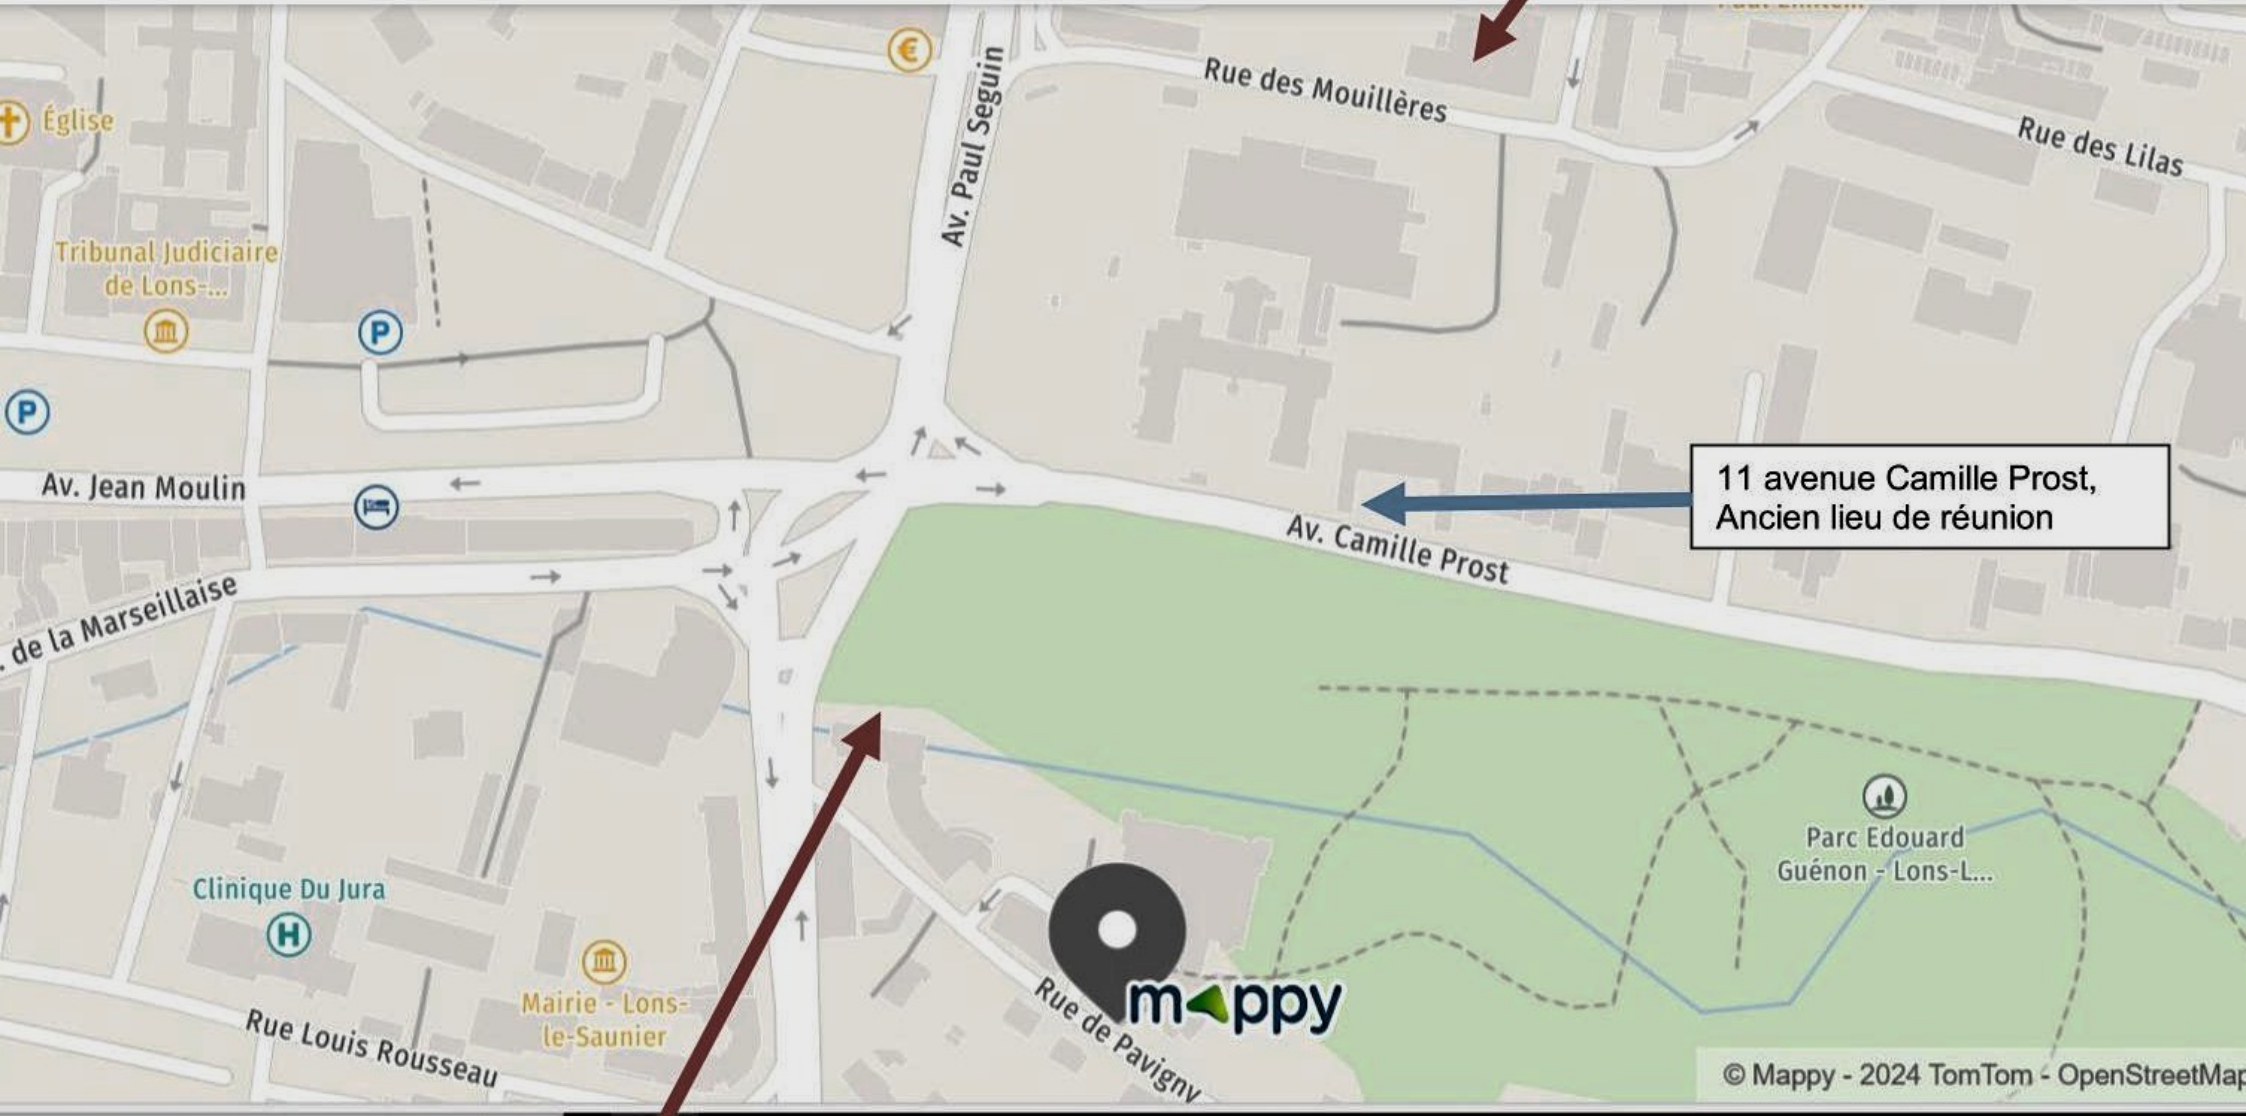 Av. Paul Seguin
Rue des Mouillères
Église
Rue des Lilas
Tribunal Judiciaire
de Lons-...
P
P
Av. Jean Moulin
11 avenue Camille Prost,
Ancien lieu de réunion
Av. Camille Prost
. de la Marseillaise
Parc Edouard
Guénon - Lons-L...
Clinique Du Jura
H
Mairie - Lons-
le-Saunier
mappy
Rue de Pavigny
Rue Louis Rousseau
© Mappy - 2024 TomTom - OpenStreetMap